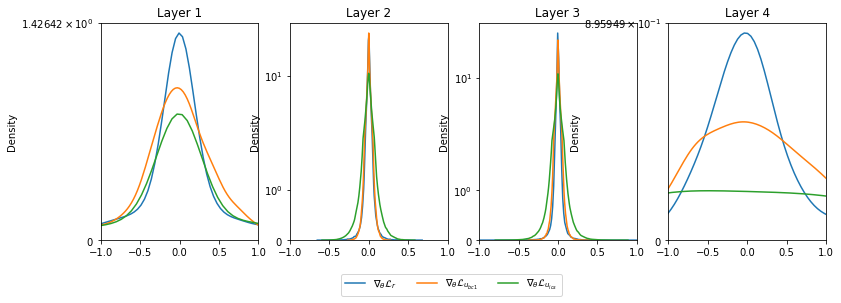 Layer 1
Layer 2
Layer 3
Layer 4
1.42642 × 10⁰
0
Density
−1.0 −0.5 0.0 0.5 1.0
10¹
10⁰
0
Density
−1.0 −0.5 0.0 0.5 1.0
10¹
10⁰
0
Density
−1.0 −0.5 0.0 0.5 1.0
8.95949 × 10⁻¹
0
Density
−1.0 −0.5 0.0 0.5 1.0
∇θℒr ∇θℒu_bc1 ∇θℒu_ics